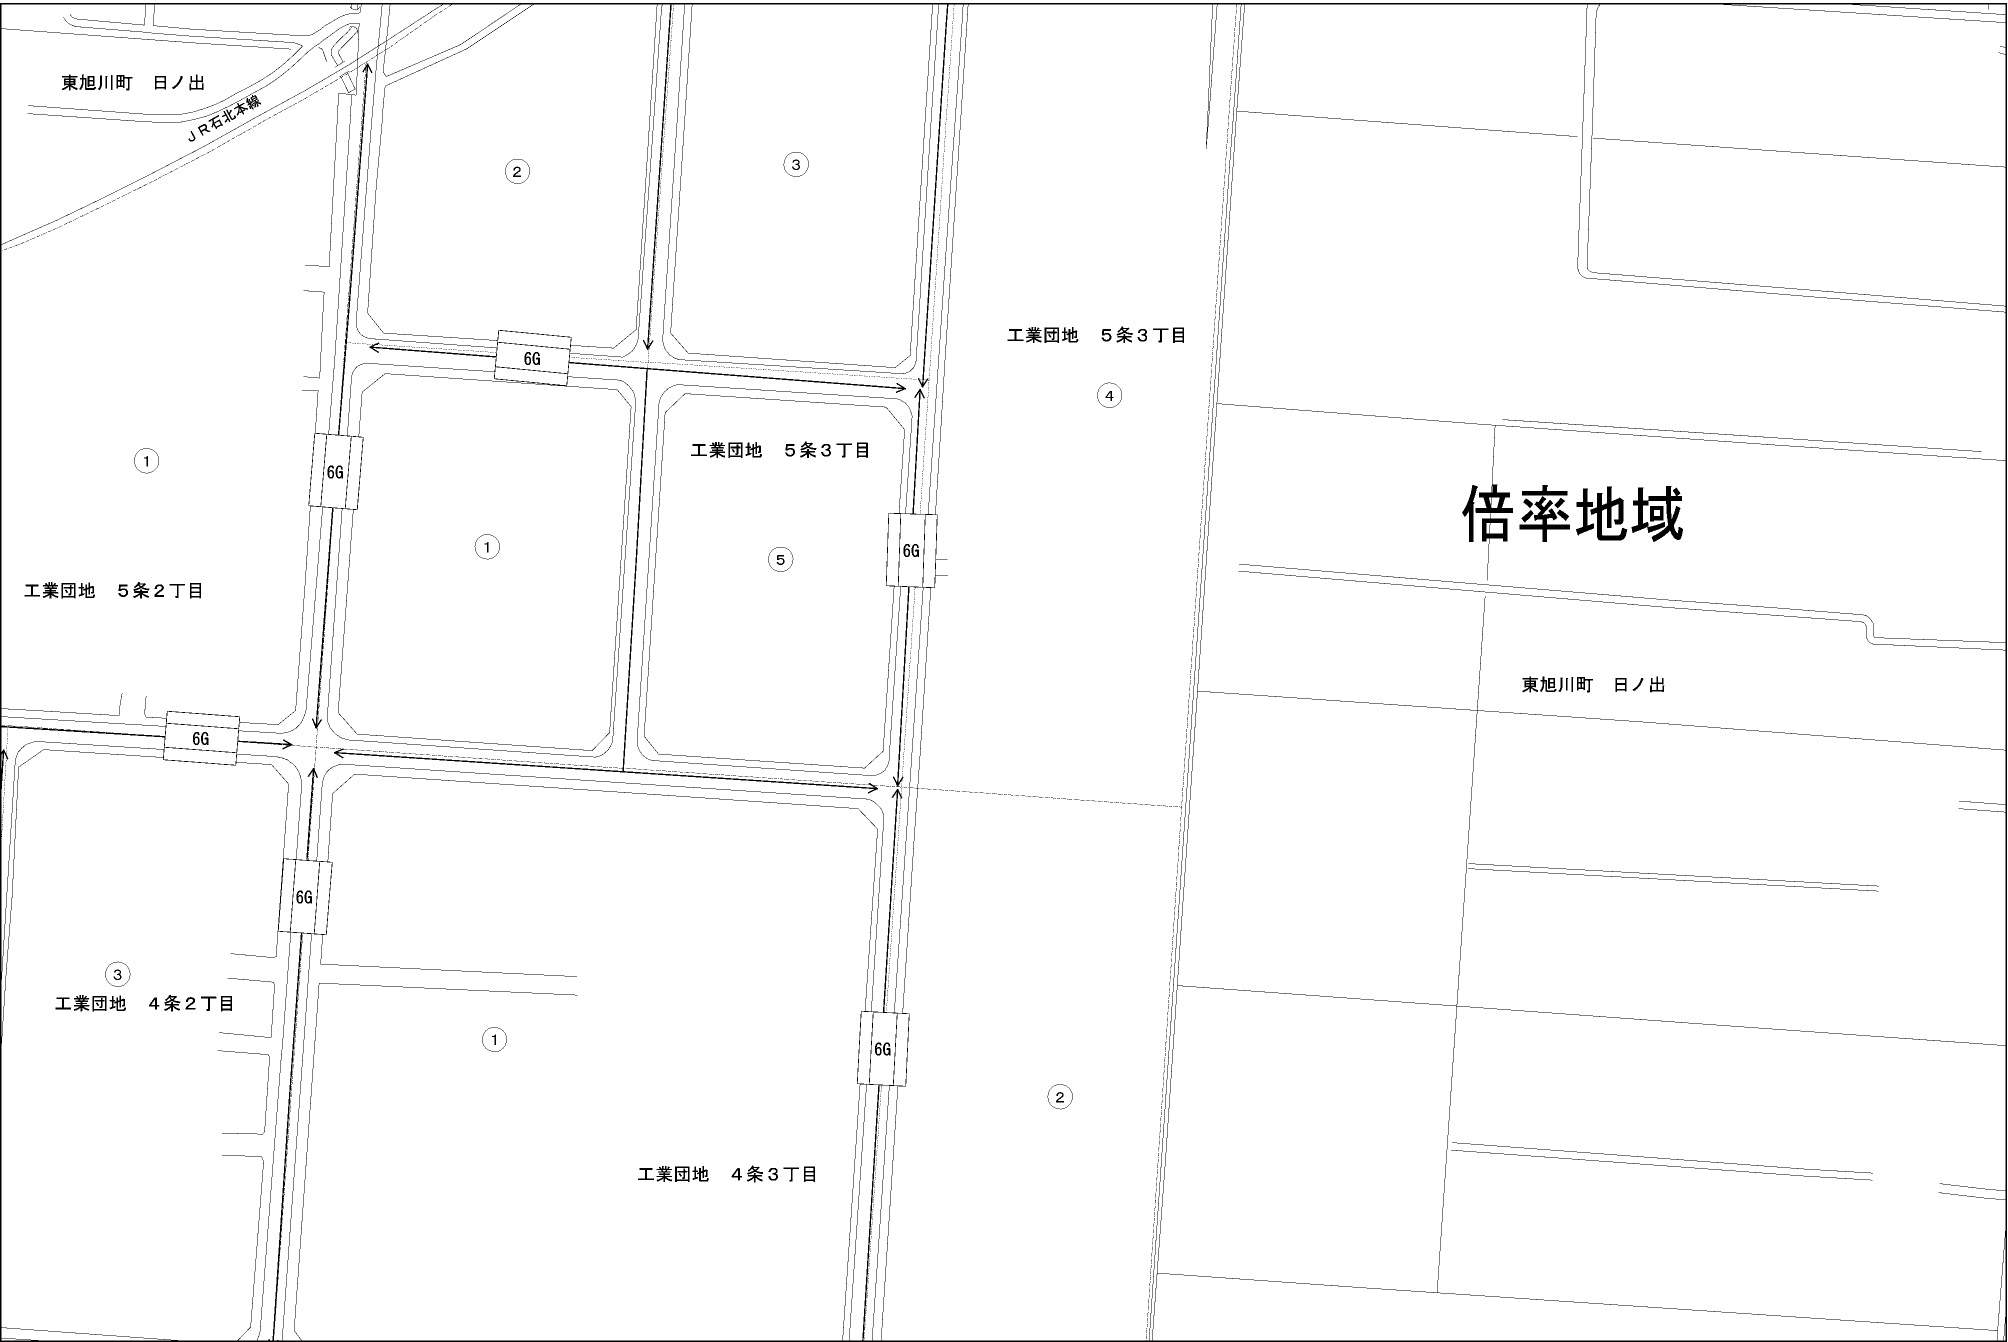 東旭川町　日ノ出
ＪＲ石北本線
②
③
工業団地　５条３丁目
6G
④
工業団地　５条３丁目
①
6G
倍率地域
①
⑤
6G
工業団地　５条２丁目
東旭川町　日ノ出
6G
6G
③
工業団地　４条２丁目
①
6G
②
工業団地　４条３丁目